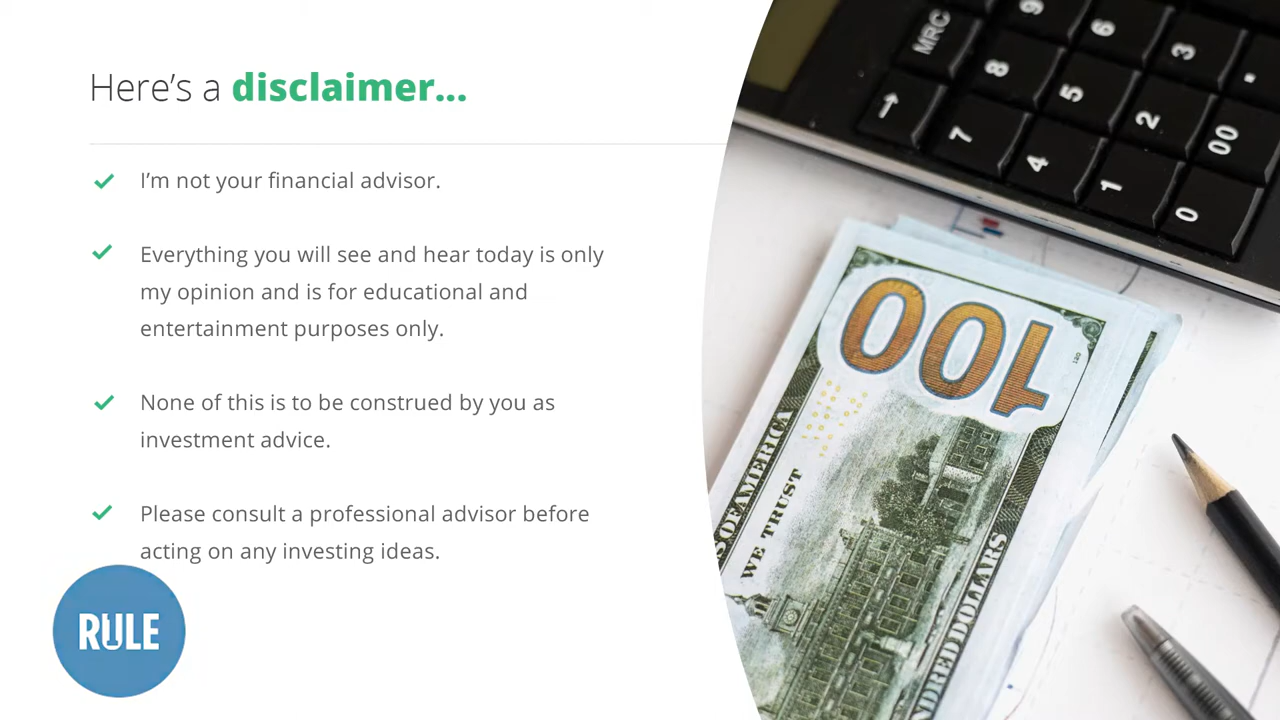 Here's a disclaimer...
I'm not your financial advisor.
Everything you will see and hear today is only
my opinion and is for educational and
entertainment purposes only.
None of this is to be construed by you as
investment advice.
Please consult a professional advisor before
acting on any investing ideas.
RULE
MRC
9
6
3
.
→
8
5
2
00
7
4
1
0
100
OF AMERICA
WE TRUST
DOLLARS